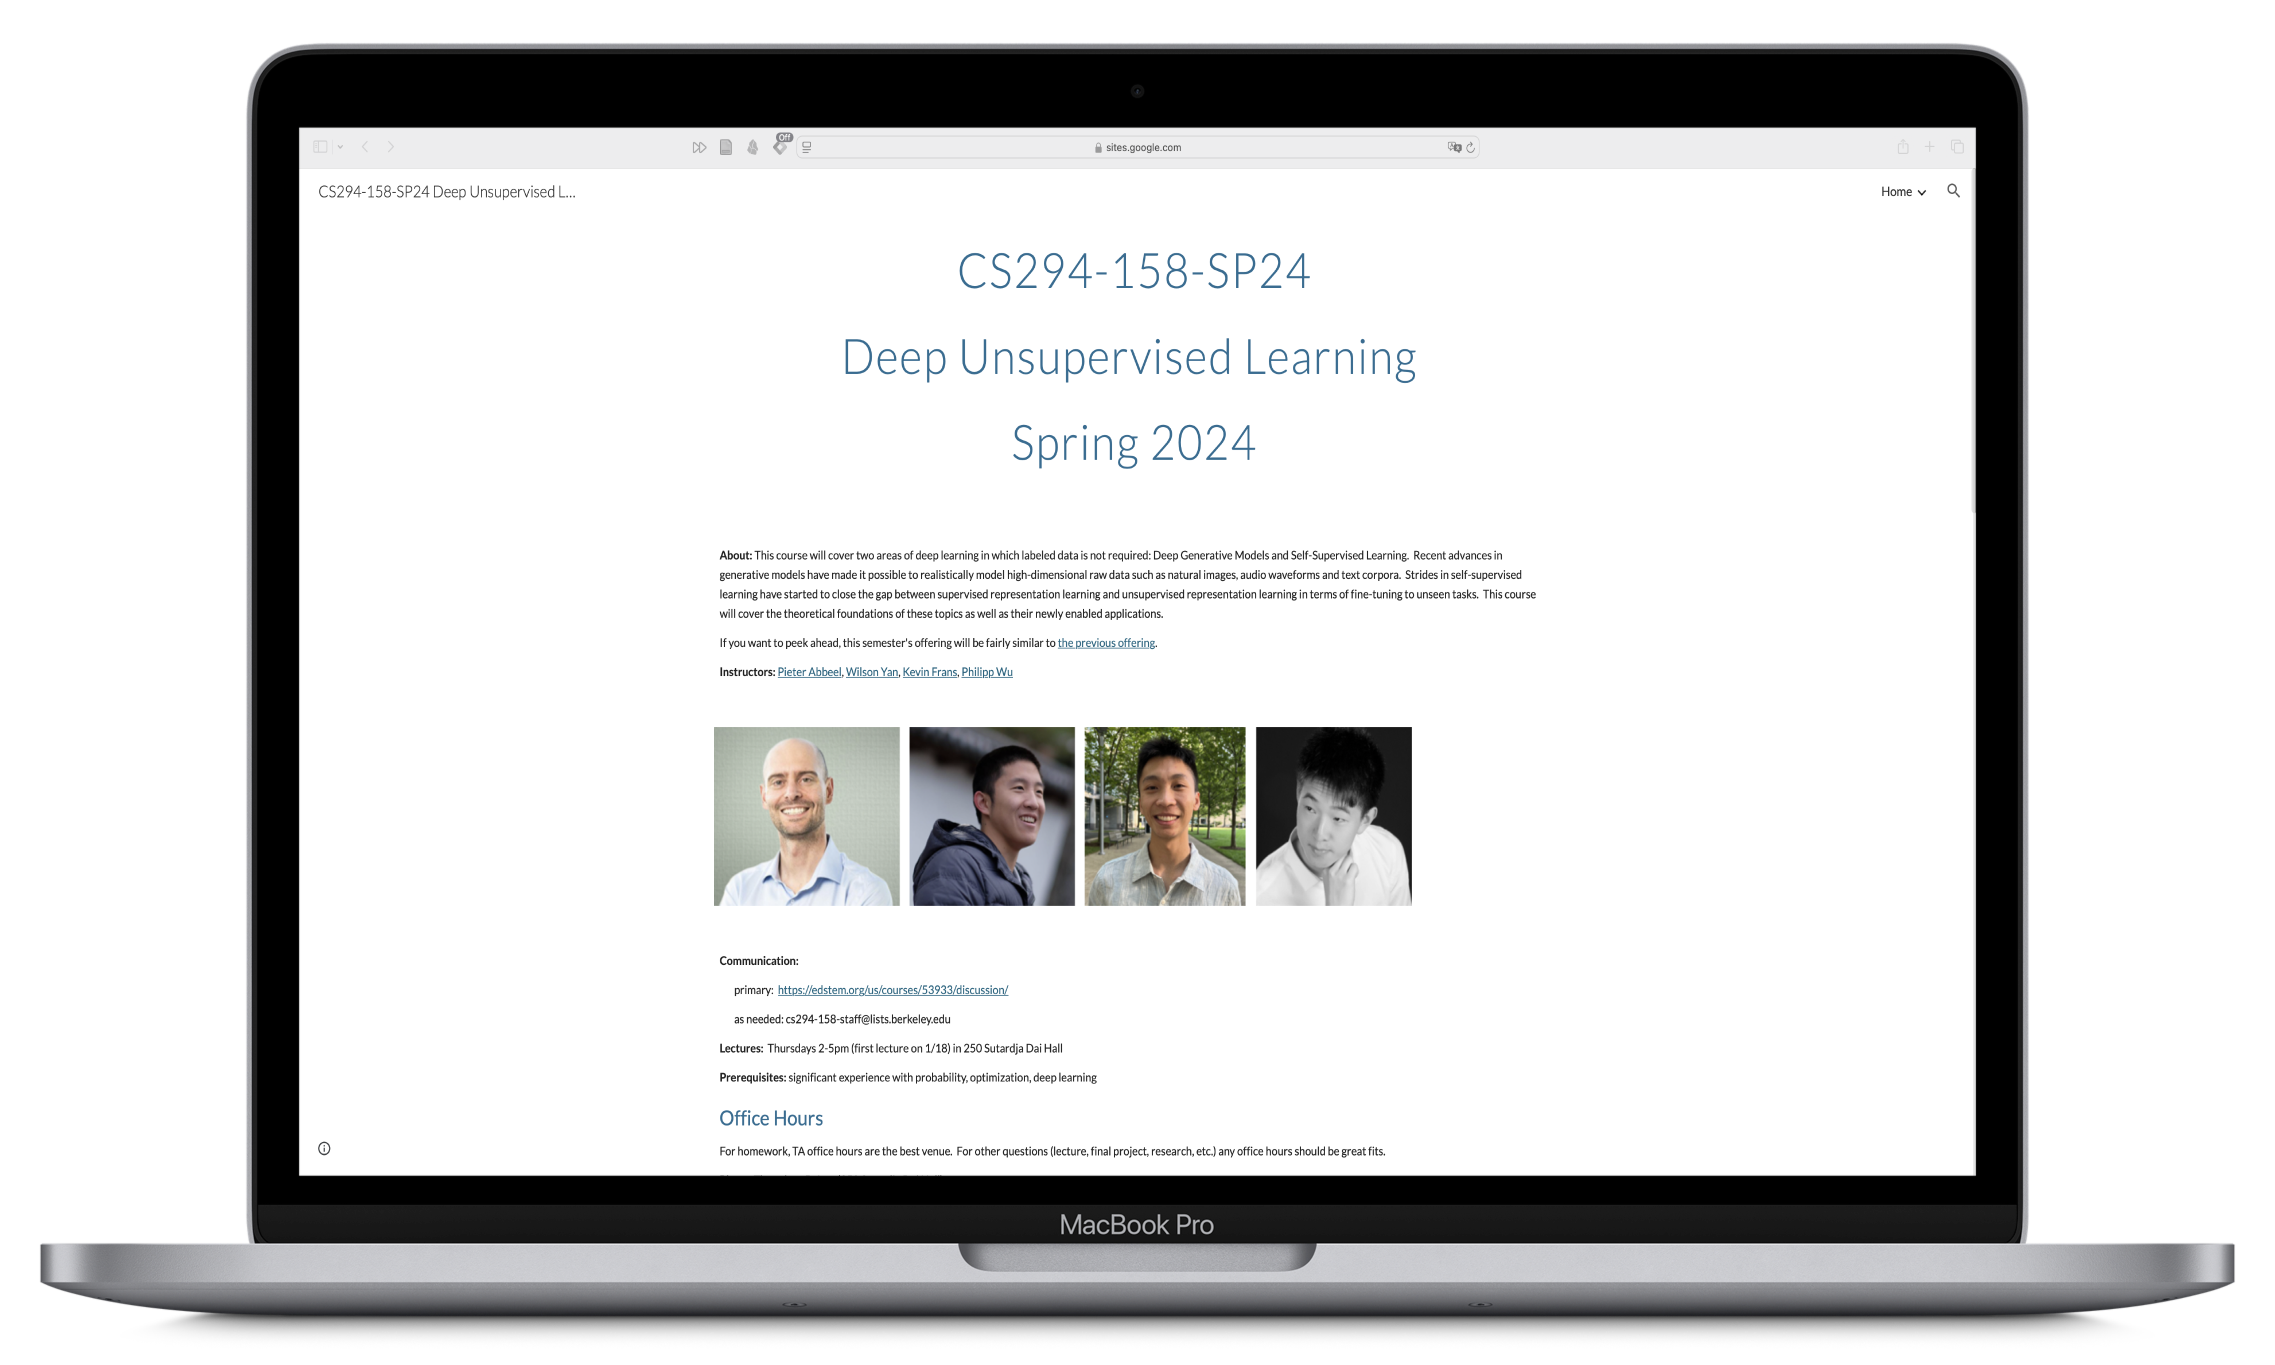 Off
sites.google.com
CS294-158-SP24 Deep Unsupervised L...
Home
CS294-158-SP24
Deep Unsupervised Learning
Spring 2024
About: This course will cover two areas of deep learning in which labeled data is not required: Deep Generative Models and Self-Supervised Learning.  Recent advances in
generative models have made it possible to realistically model high-dimensional raw data such as natural images, audio waveforms and text corpora.  Strides in self-supervised
learning have started to close the gap between supervised representation learning and unsupervised representation learning in terms of fine-tuning to unseen tasks.  This course
will cover the theoretical foundations of these topics as well as their newly enabled applications.
If you want to peek ahead, this semester's offering will be fairly similar to the previous offering.
Instructors: Pieter Abbeel, Wilson Yan, Kevin Frans, Philipp Wu
Communication:
primary:  https://edstem.org/us/courses/53933/discussion/
as needed: cs294-158-staff@lists.berkeley.edu
Lectures:  Thursdays 2-5pm (first lecture on 1/18) in 250 Sutardja Dai Hall
Prerequisites: significant experience with probability, optimization, deep learning
Office Hours
For homework, TA office hours are the best venue.  For other questions (lecture, final project, research, etc.) any office hours should be great fits.
MacBook Pro